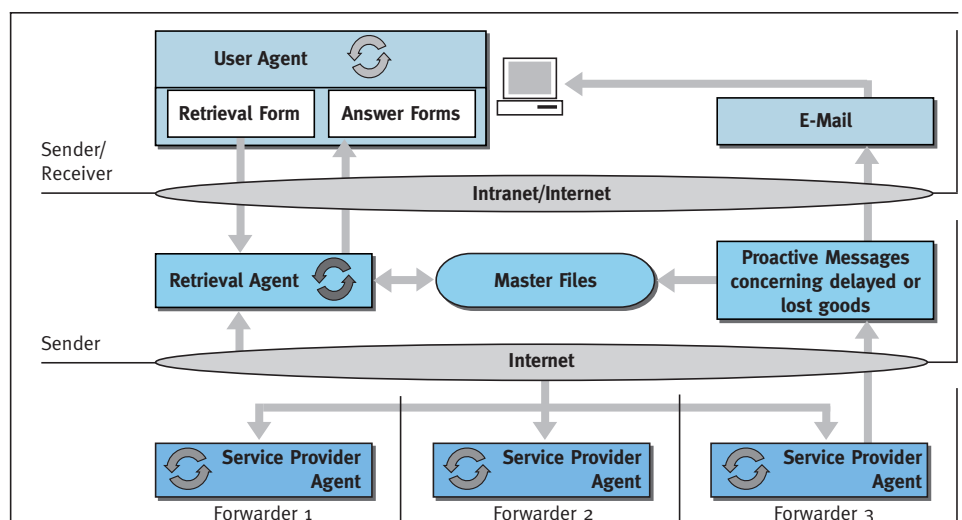 User Agent
Retrieval Form
Answer Forms
E-Mail
Sender/
Receiver
Intranet/Internet
Retrieval Agent
Master Files
Proactive Messages
concerning delayed or
lost goods
Sender
Internet
Service Provider
Agent
Service Provider
Agent
Service Provider
Agent
Forwarder 1
Forwarder 2
Forwarder 3